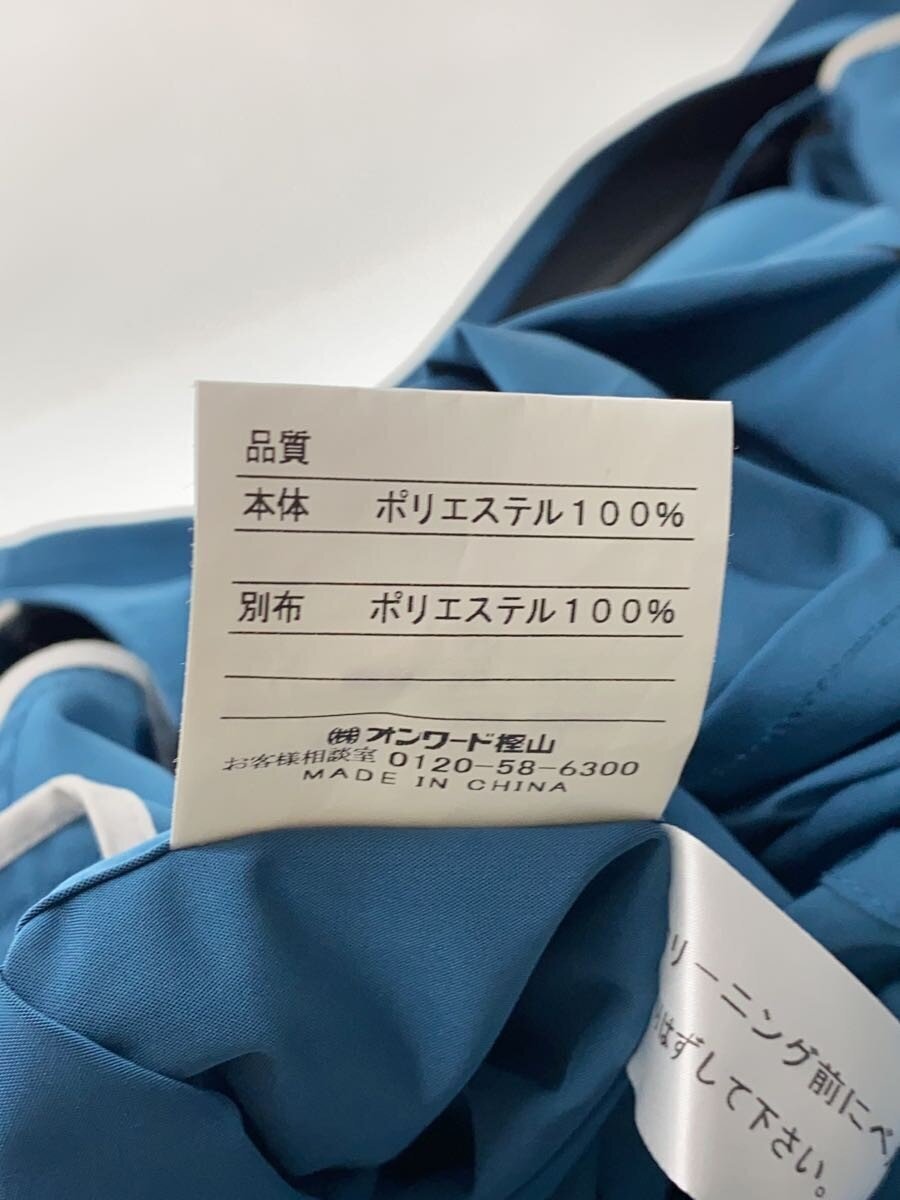 品質
本体 ポリエステル100%
別布 ポリエステル100%
㈱オンワード樫山
お客様相談室 0120-58-6300
MADE IN CHINA
リーニング前にベ
はずして下さい。